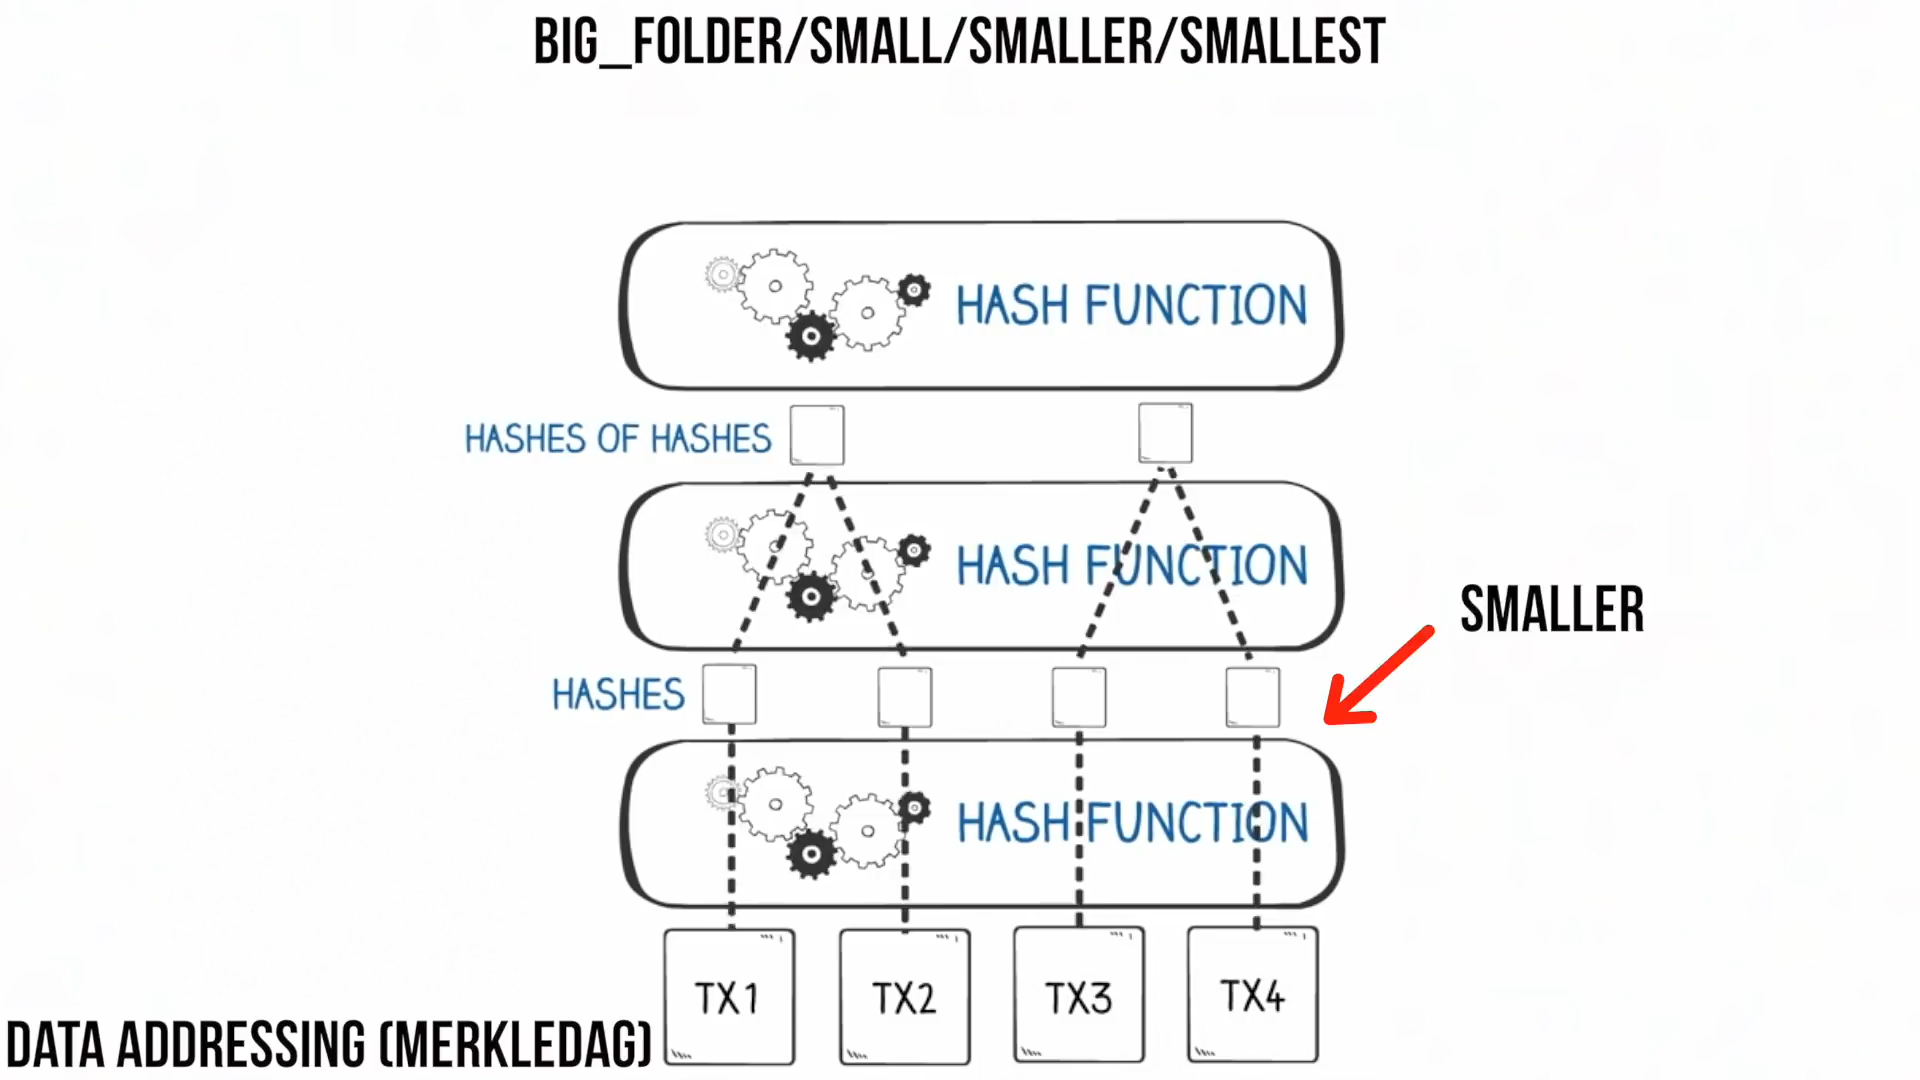 BIG_FOLDER/SMALL/SMALLER/SMALLEST
HASH FUNCTION
HASHES OF HASHES
HASH FUNCTION
SMALLER
HASHES
HASH FUNCTION
TX1
TX2
TX3
TX4
DATA ADDRESSING (MERKLEDAG)